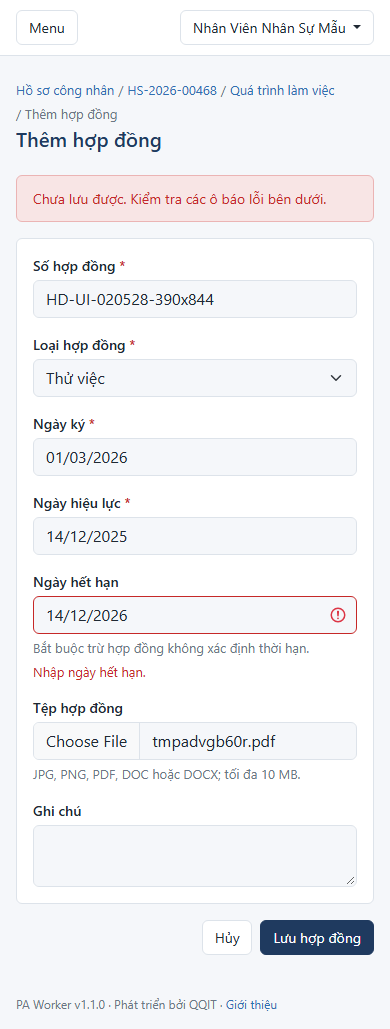 Menu
Nhân Viên Nhân Sự Mẫu
Hồ sơ công nhân / HS-2026-00468 / Quá trình làm việc
/ Thêm hợp đồng
Thêm hợp đồng
Chưa lưu được. Kiểm tra các ô báo lỗi bên dưới.
Số hợp đồng *
HD-UI-020528-390x844
Loại hợp đồng *
Thử việc
Ngày ký *
01/03/2026
Ngày hiệu lực *
14/12/2025
Ngày hết hạn
14/12/2026
Bắt buộc trừ hợp đồng không xác định thời hạn.
Nhập ngày hết hạn.
Tệp hợp đồng
Choose File tmpadvgb60r.pdf
JPG, PNG, PDF, DOC hoặc DOCX; tối đa 10 MB.
Ghi chú
Hủy Lưu hợp đồng
PA Worker v1.1.0 · Phát triển bởi QQIT · Giới thiệu